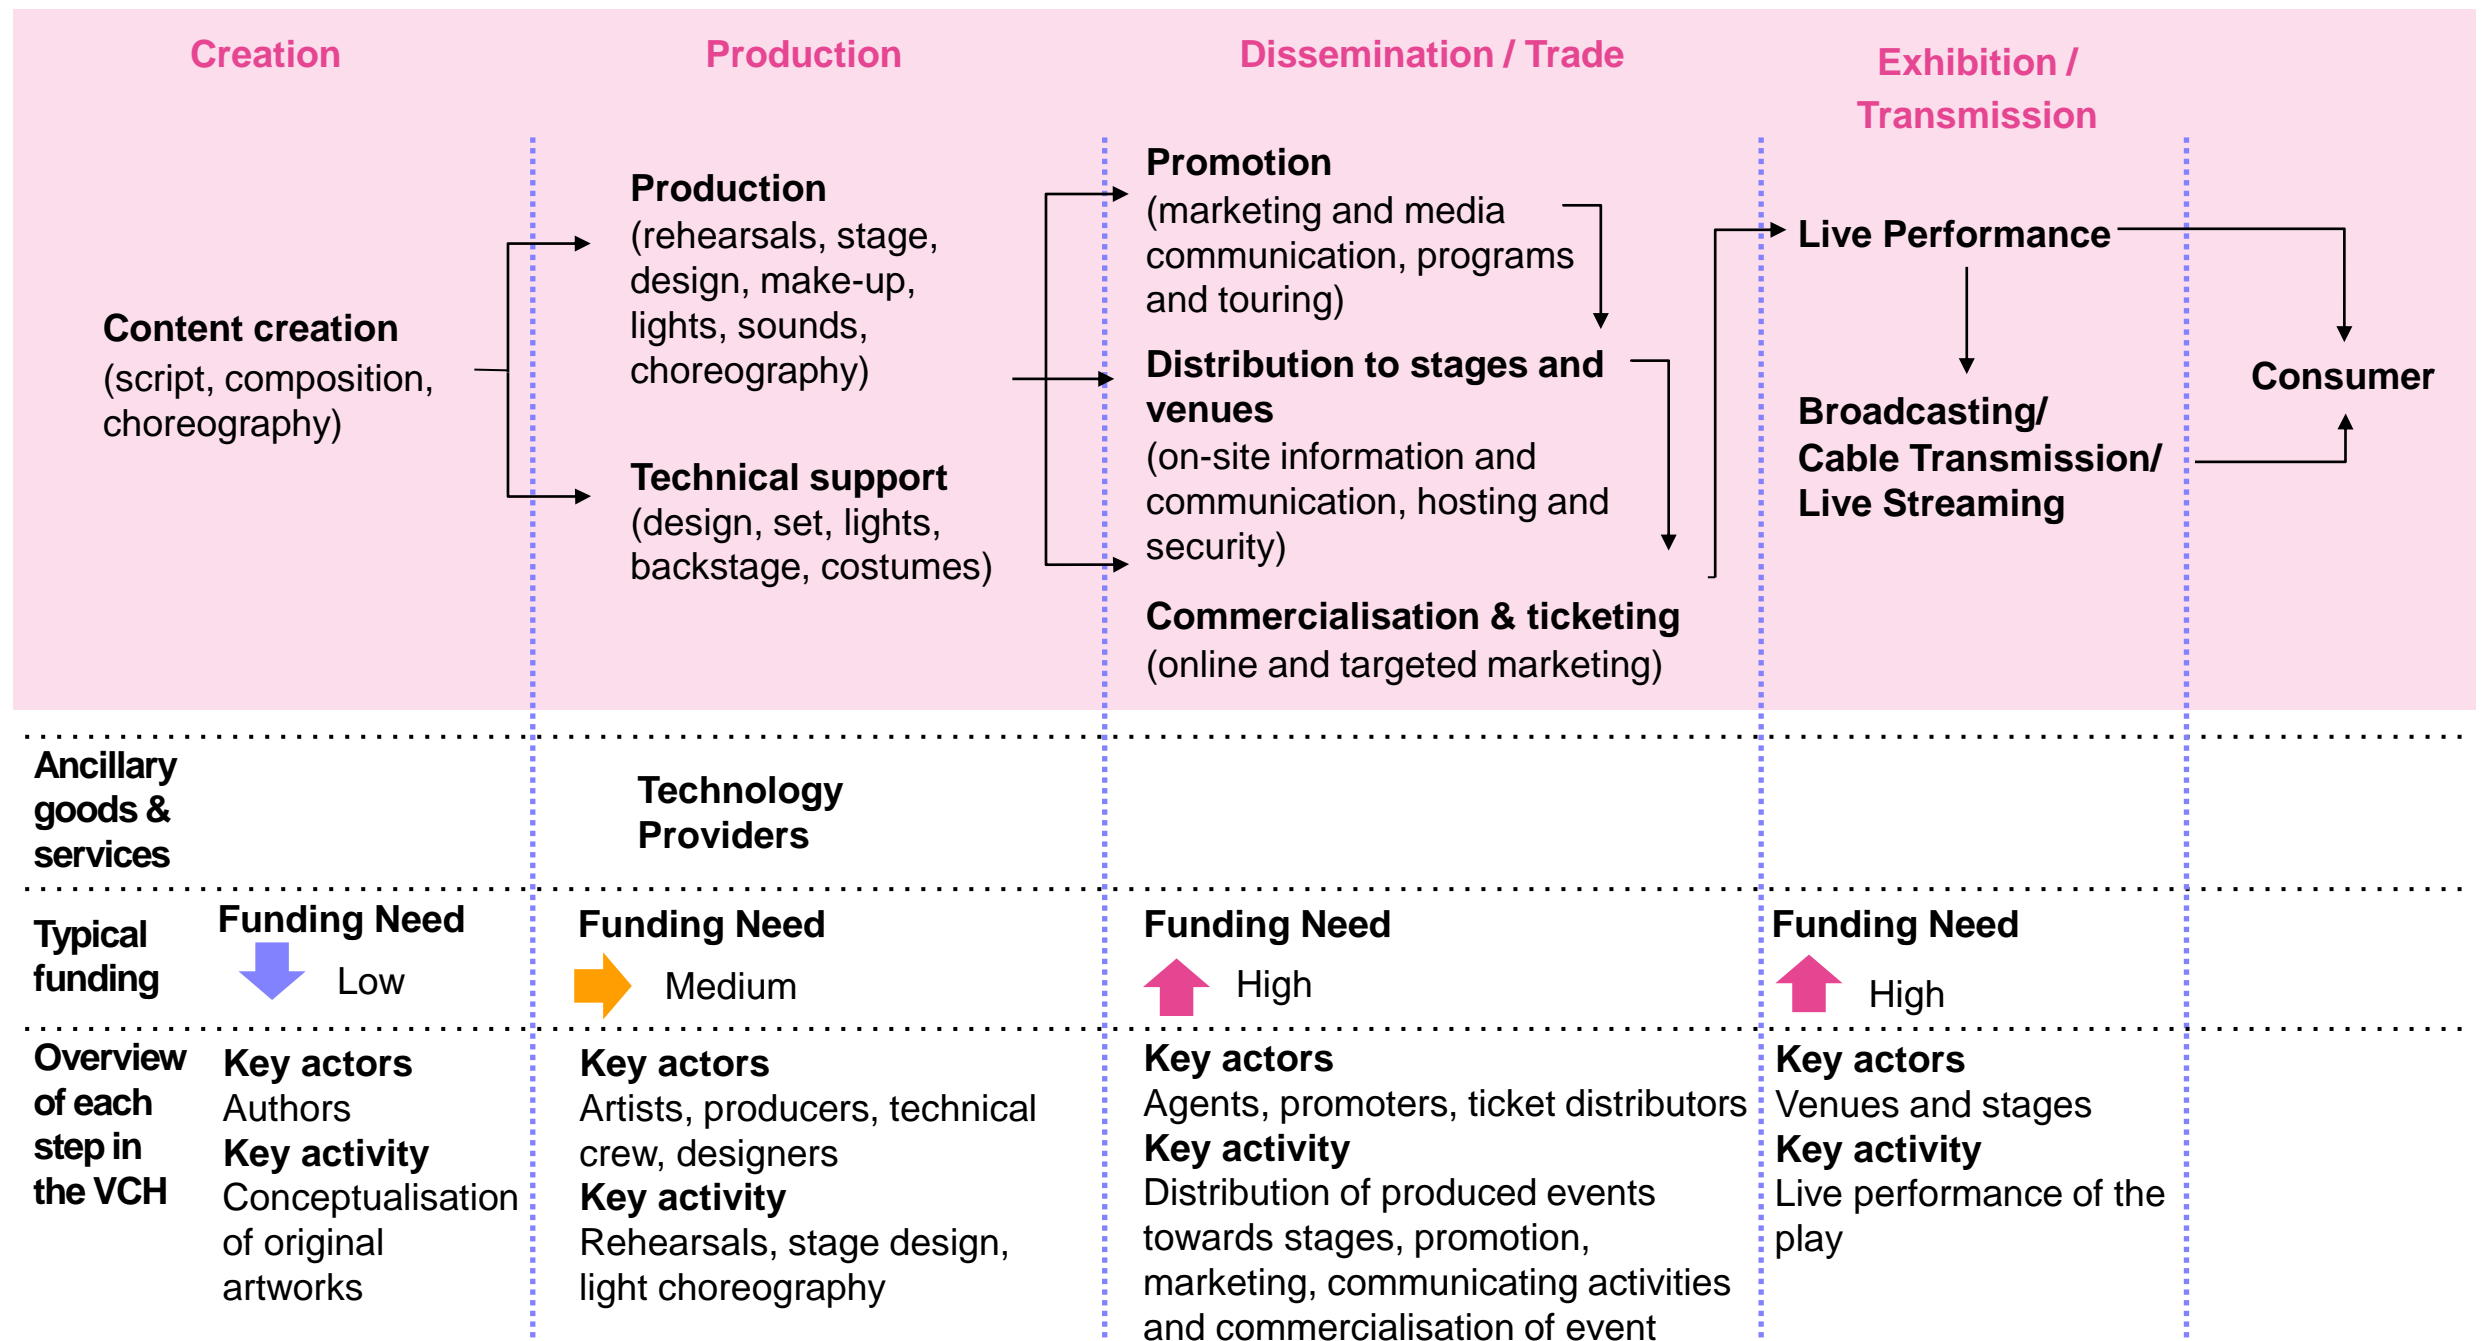 Creation
Production
Dissemination / Trade
Exhibition /
Transmission
Content creation
(script, composition,
choreography)
Production
(rehearsals, stage,
design, make-up,
lights, sounds,
choreography)
Technical support
(design, set, lights,
backstage, costumes)
Promotion
(marketing and media
communication, programs
and touring)
Distribution to stages and
venues
(on-site information and
communication, hosting and
security)
Commercialisation & ticketing
(online and targeted marketing)
Live Performance
Broadcasting/
Cable Transmission/
Live Streaming
Consumer
Ancillary
goods &
services
Technology
Providers
Typical
funding
Funding Need
Low
Funding Need
Medium
Funding Need
High
Funding Need
High
Overview
of each
step in
the VCH
Key actors
Authors
Key activity
Conceptualisation
of original
artworks
Key actors
Artists, producers, technical
crew, designers
Key activity
Rehearsals, stage design,
light choreography
Key actors
Agents, promoters, ticket distributors
Key activity
Distribution of produced events
towards stages, promotion,
marketing, communicating activities
and commercialisation of event
Key actors
Venues and stages
Key activity
Live performance of the
play